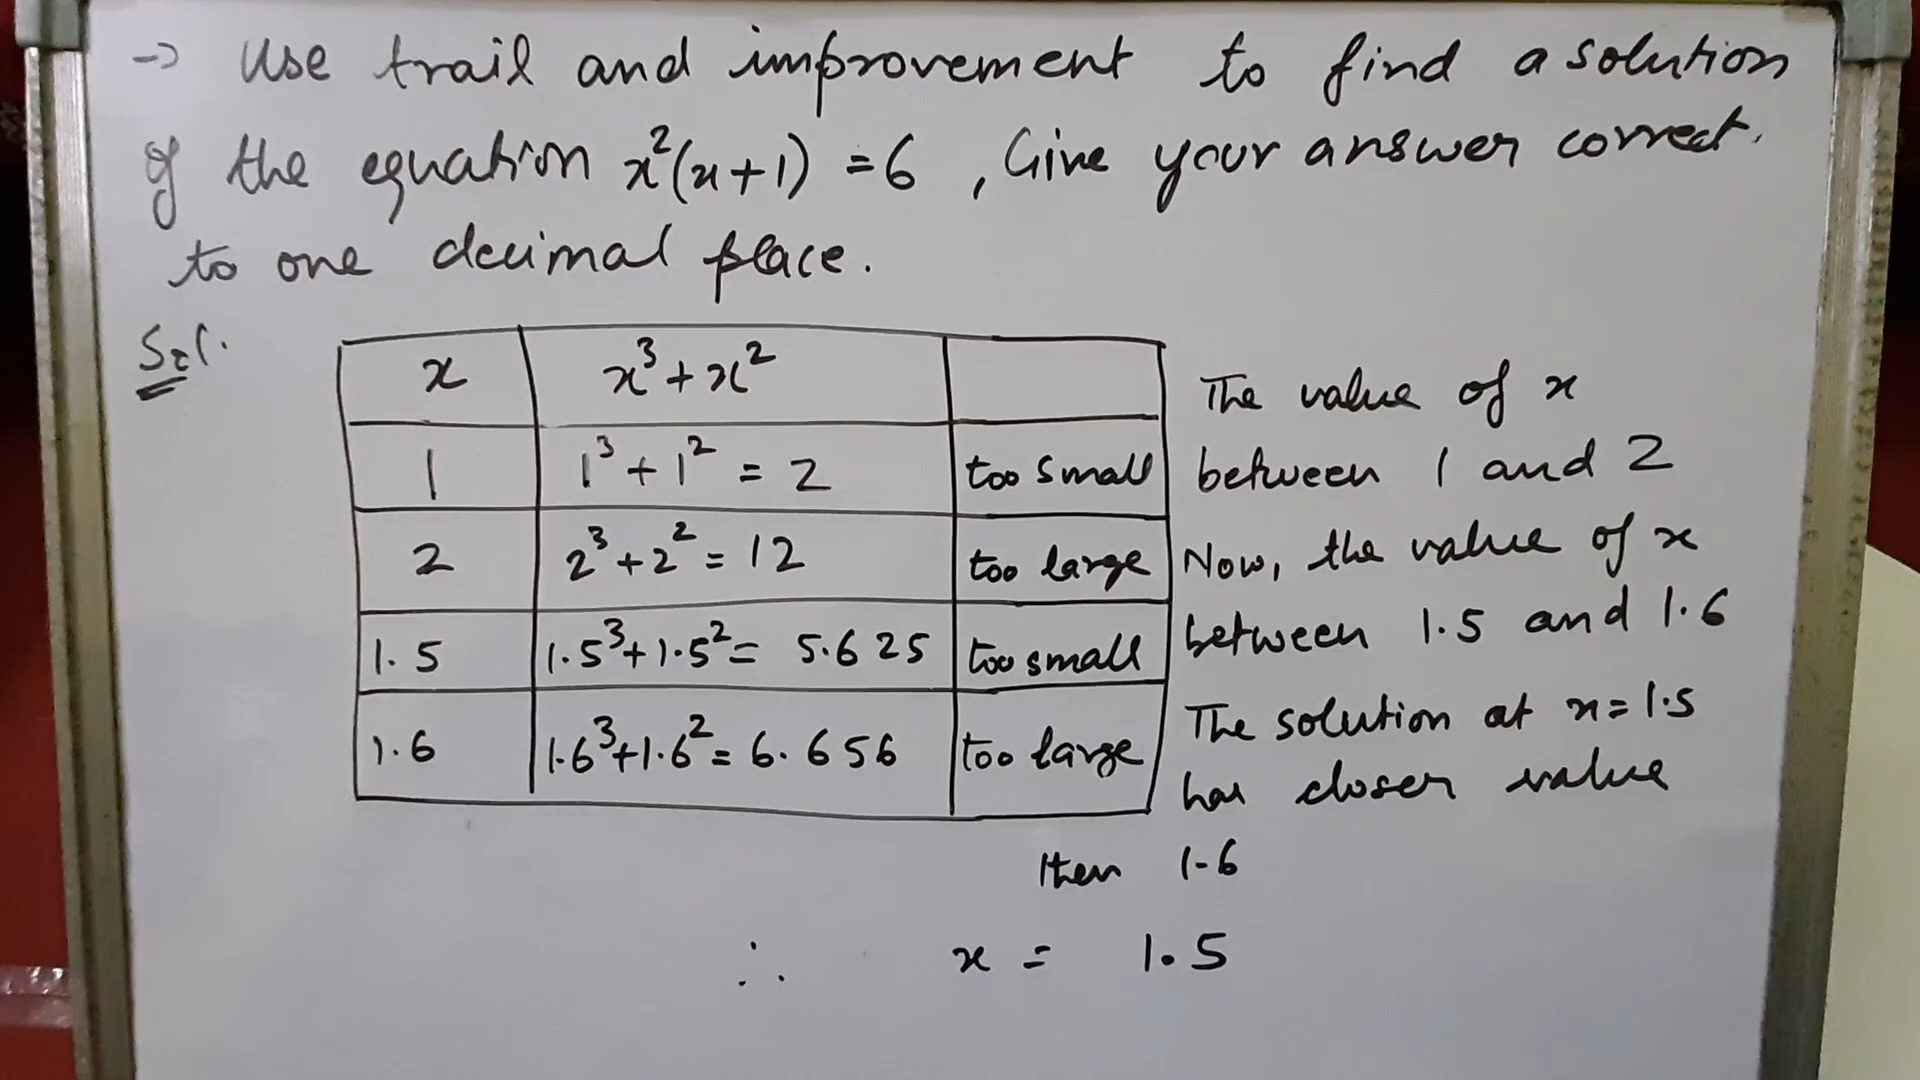 → Use trail and improvement to find a solution
of the equation x²(x+1) = 6, Give your answer correct.
to one decimal place.
Sol.
x x³+x²
1 1³+1² = 2 too small
2 2³+2² = 12 too large
1.5 1.5³+1.5² = 5.625 too small
1.6 1.6³+1.6² = 6.656 too large
The value of x
between 1 and 2
Now, the value of x
between 1.5 and 1.6
The solution at x=1.5
has closer value
then 1.6
∴ x = 1.5